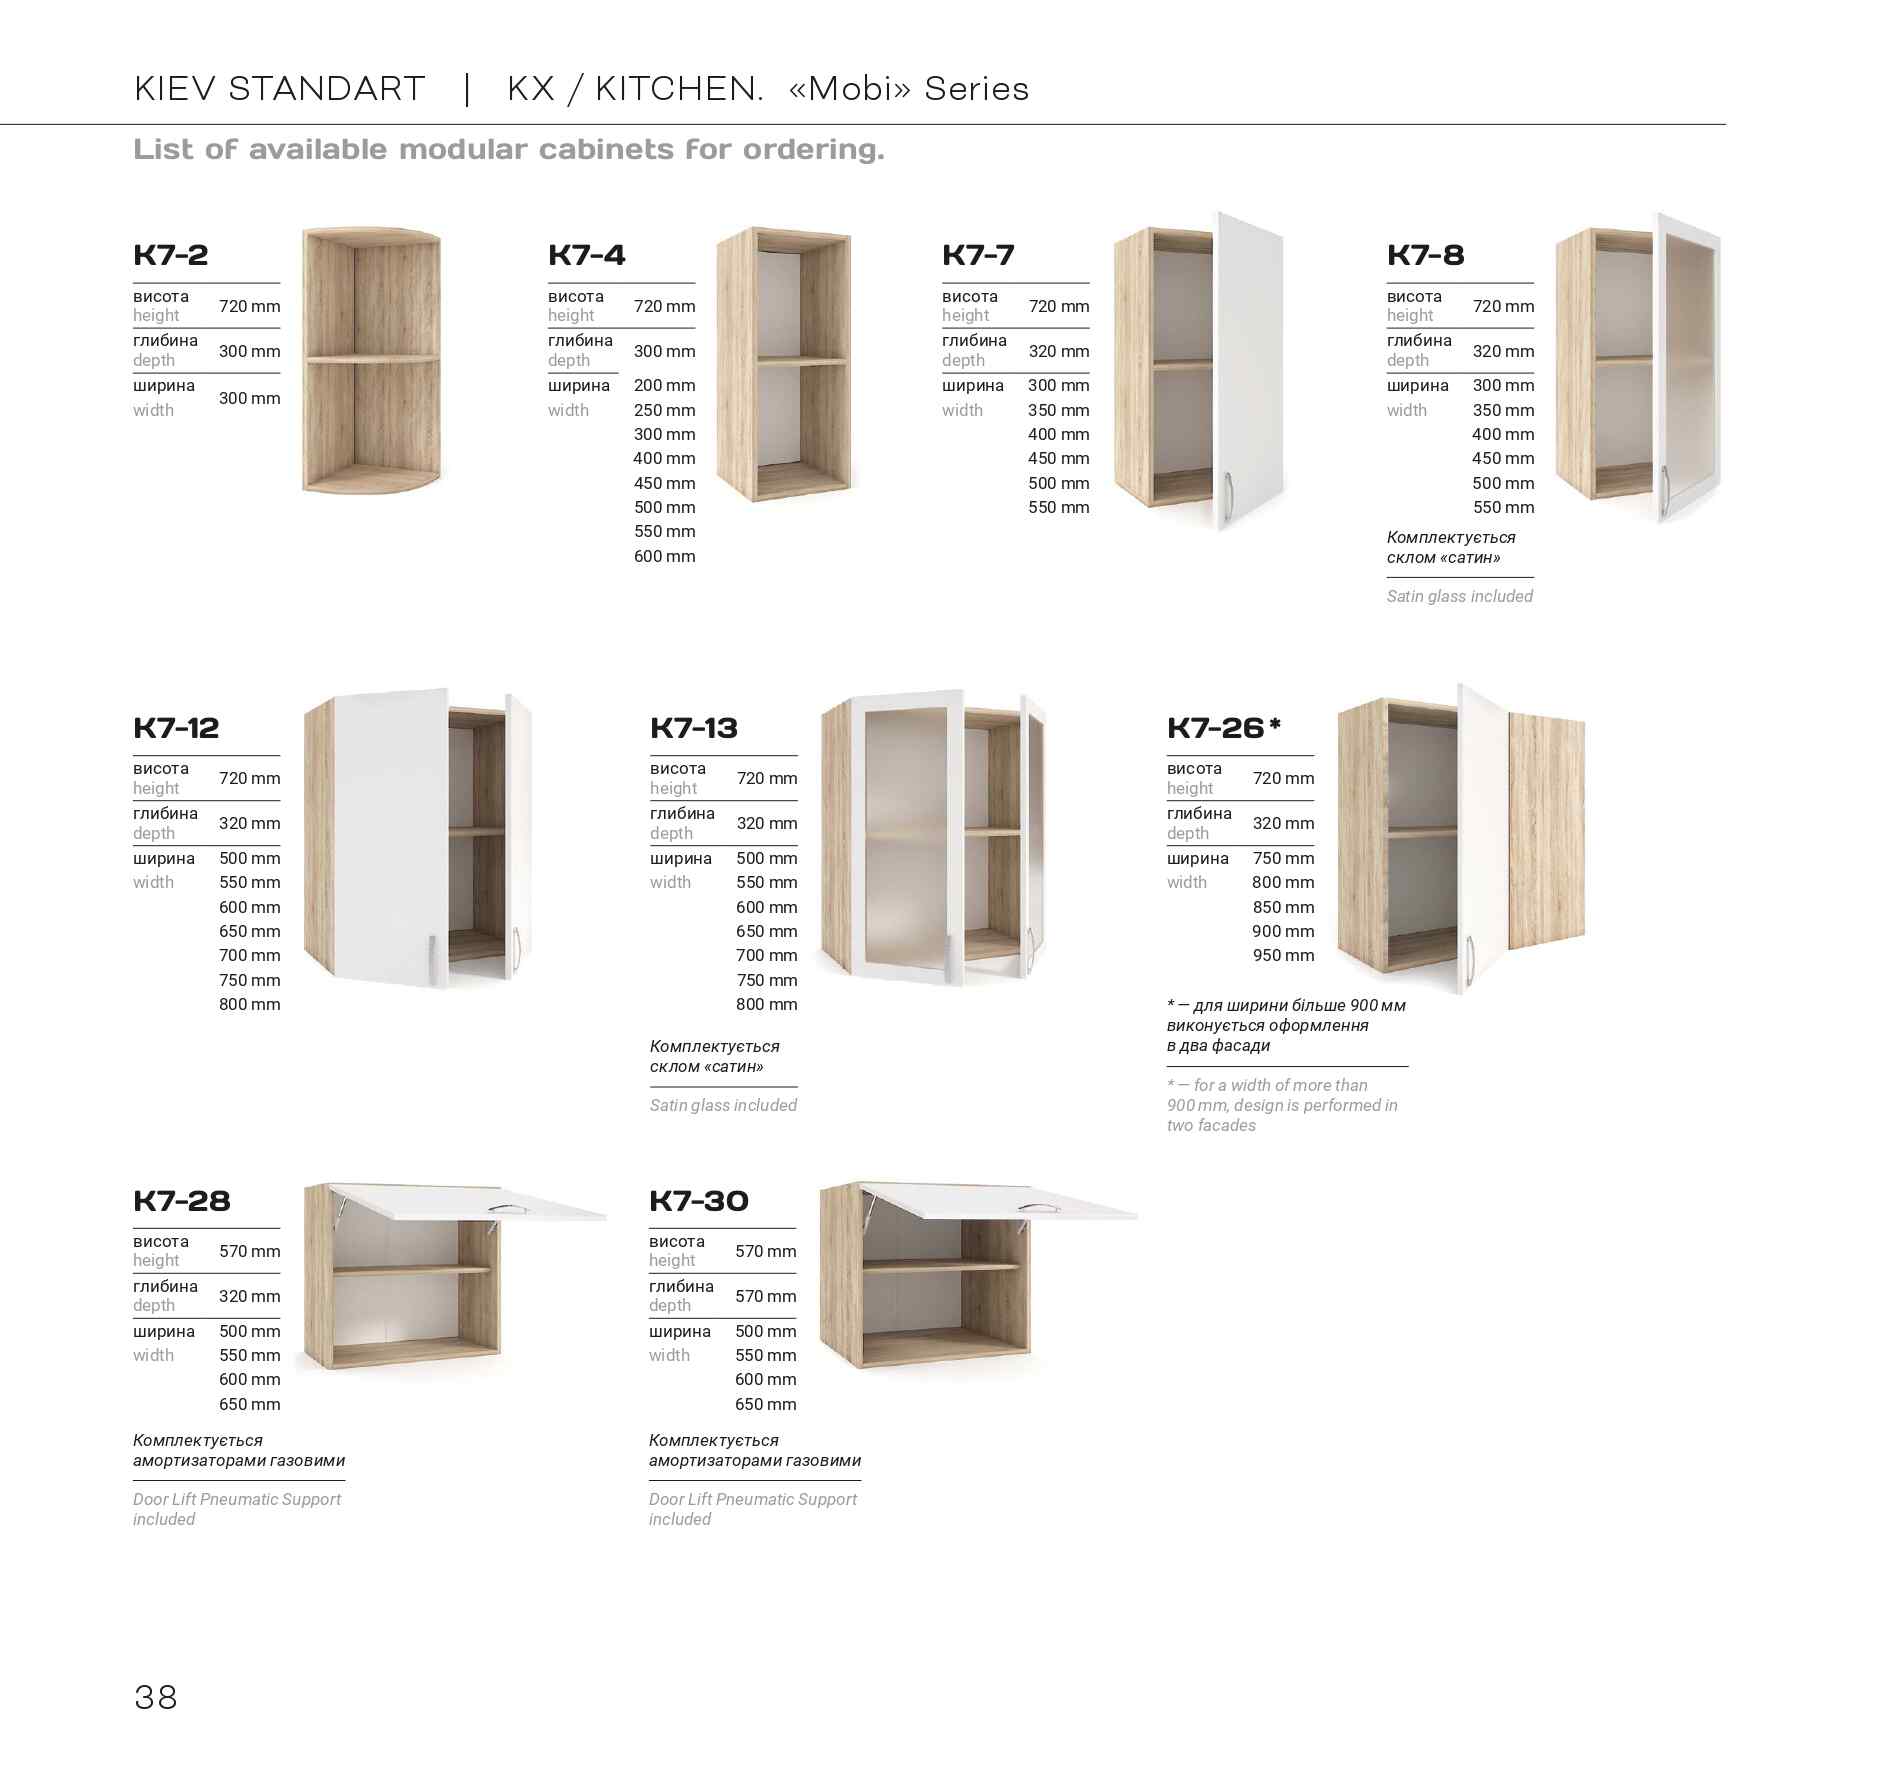 KIEV STANDART | KX / KITCHEN. «Mobi» Series
List of available modular cabinets for ordering.
K7-2
висота
height
720 mm
глибина
depth
300 mm
ширина
width
300 mm
K7-4
висота
height
720 mm
глибина
depth
300 mm
ширина 200 mm
width 250 mm
300 mm
400 mm
450 mm
500 mm
550 mm
600 mm
K7-7
висота
height
720 mm
глибина
depth
320 mm
ширина 300 mm
width 350 mm
400 mm
450 mm
500 mm
550 mm
K7-8
висота
height
720 mm
глибина
depth
320 mm
ширина 300 mm
width 350 mm
400 mm
450 mm
500 mm
550 mm
Комплектується
склом «сатин»
Satin glass included
K7-12
висота
height
720 mm
глибина
depth
320 mm
ширина 500 mm
width 550 mm
600 mm
650 mm
700 mm
750 mm
800 mm
K7-13
висота
height
720 mm
глибина
depth
320 mm
ширина 500 mm
width 550 mm
600 mm
650 mm
700 mm
750 mm
800 mm
Комплектується
склом «сатин»
Satin glass included
K7-26*
висота
height
720 mm
глибина
depth
320 mm
ширина 750 mm
width 800 mm
850 mm
900 mm
950 mm
* — для ширини більше 900 мм
виконується оформлення
в два фасади
* — for a width of more than
900 mm, design is performed in
two facades
K7-28
висота
height
570 mm
глибина
depth
320 mm
ширина 500 mm
width 550 mm
600 mm
650 mm
Комплектується
амортизаторами газовими
Door Lift Pneumatic Support
included
K7-30
висота
height
570 mm
глибина
depth
570 mm
ширина 500 mm
width 550 mm
600 mm
650 mm
Комплектується
амортизаторами газовими
Door Lift Pneumatic Support
included
38